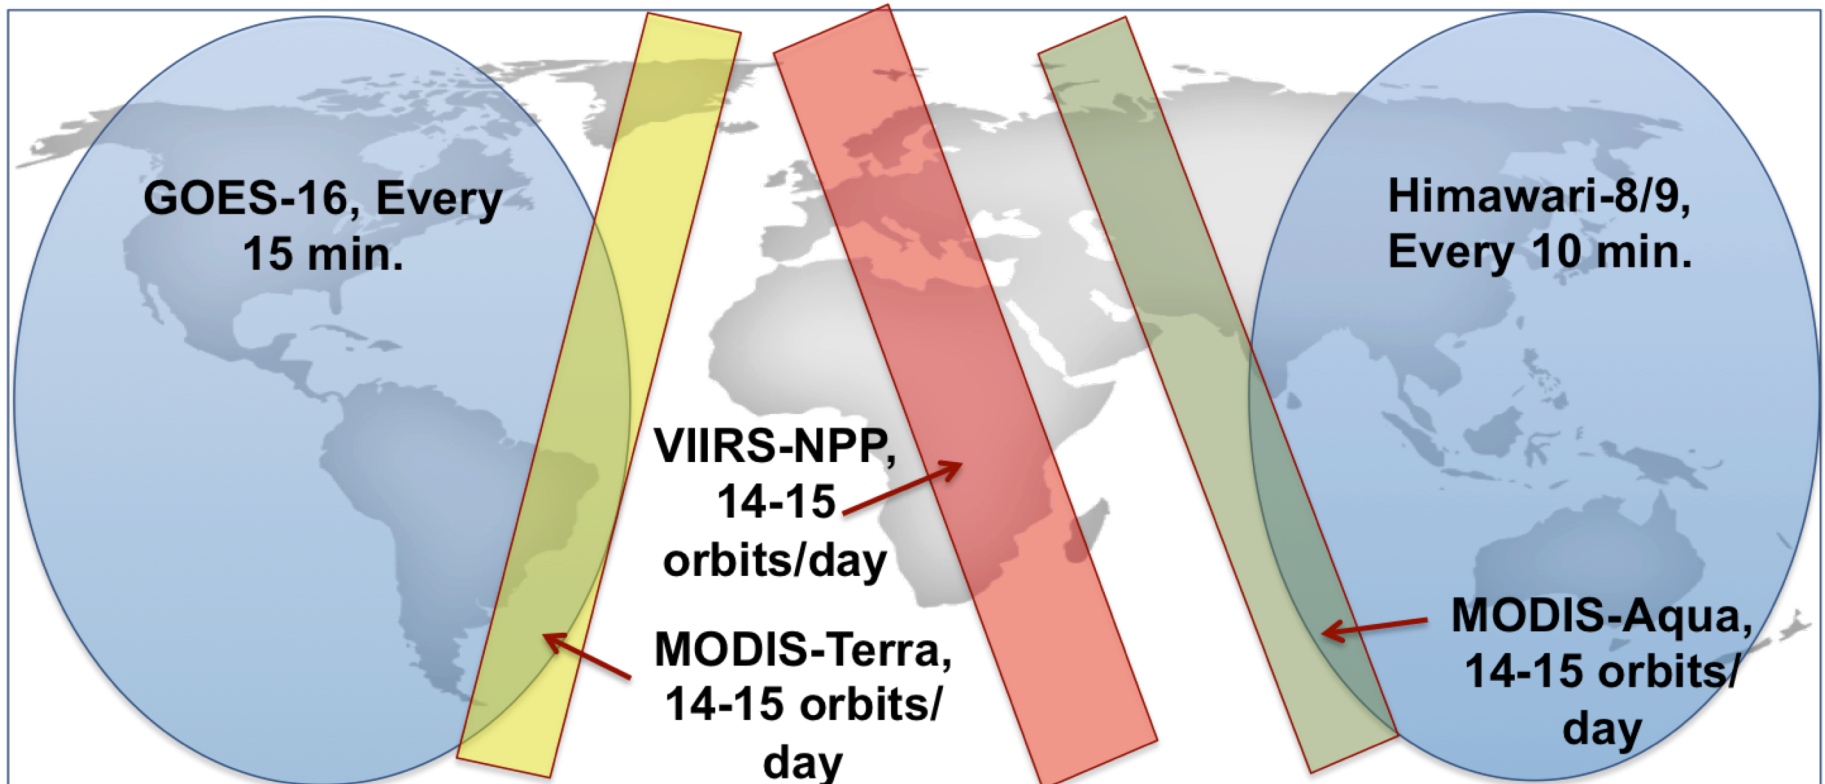 GOES-16, Every
15 min.
Himawari-8/9,
Every 10 min.
VIIRS-NPP,
14-15
orbits/day
MODIS-Terra,
14-15 orbits/
day
MODIS-Aqua,
14-15 orbits/
day